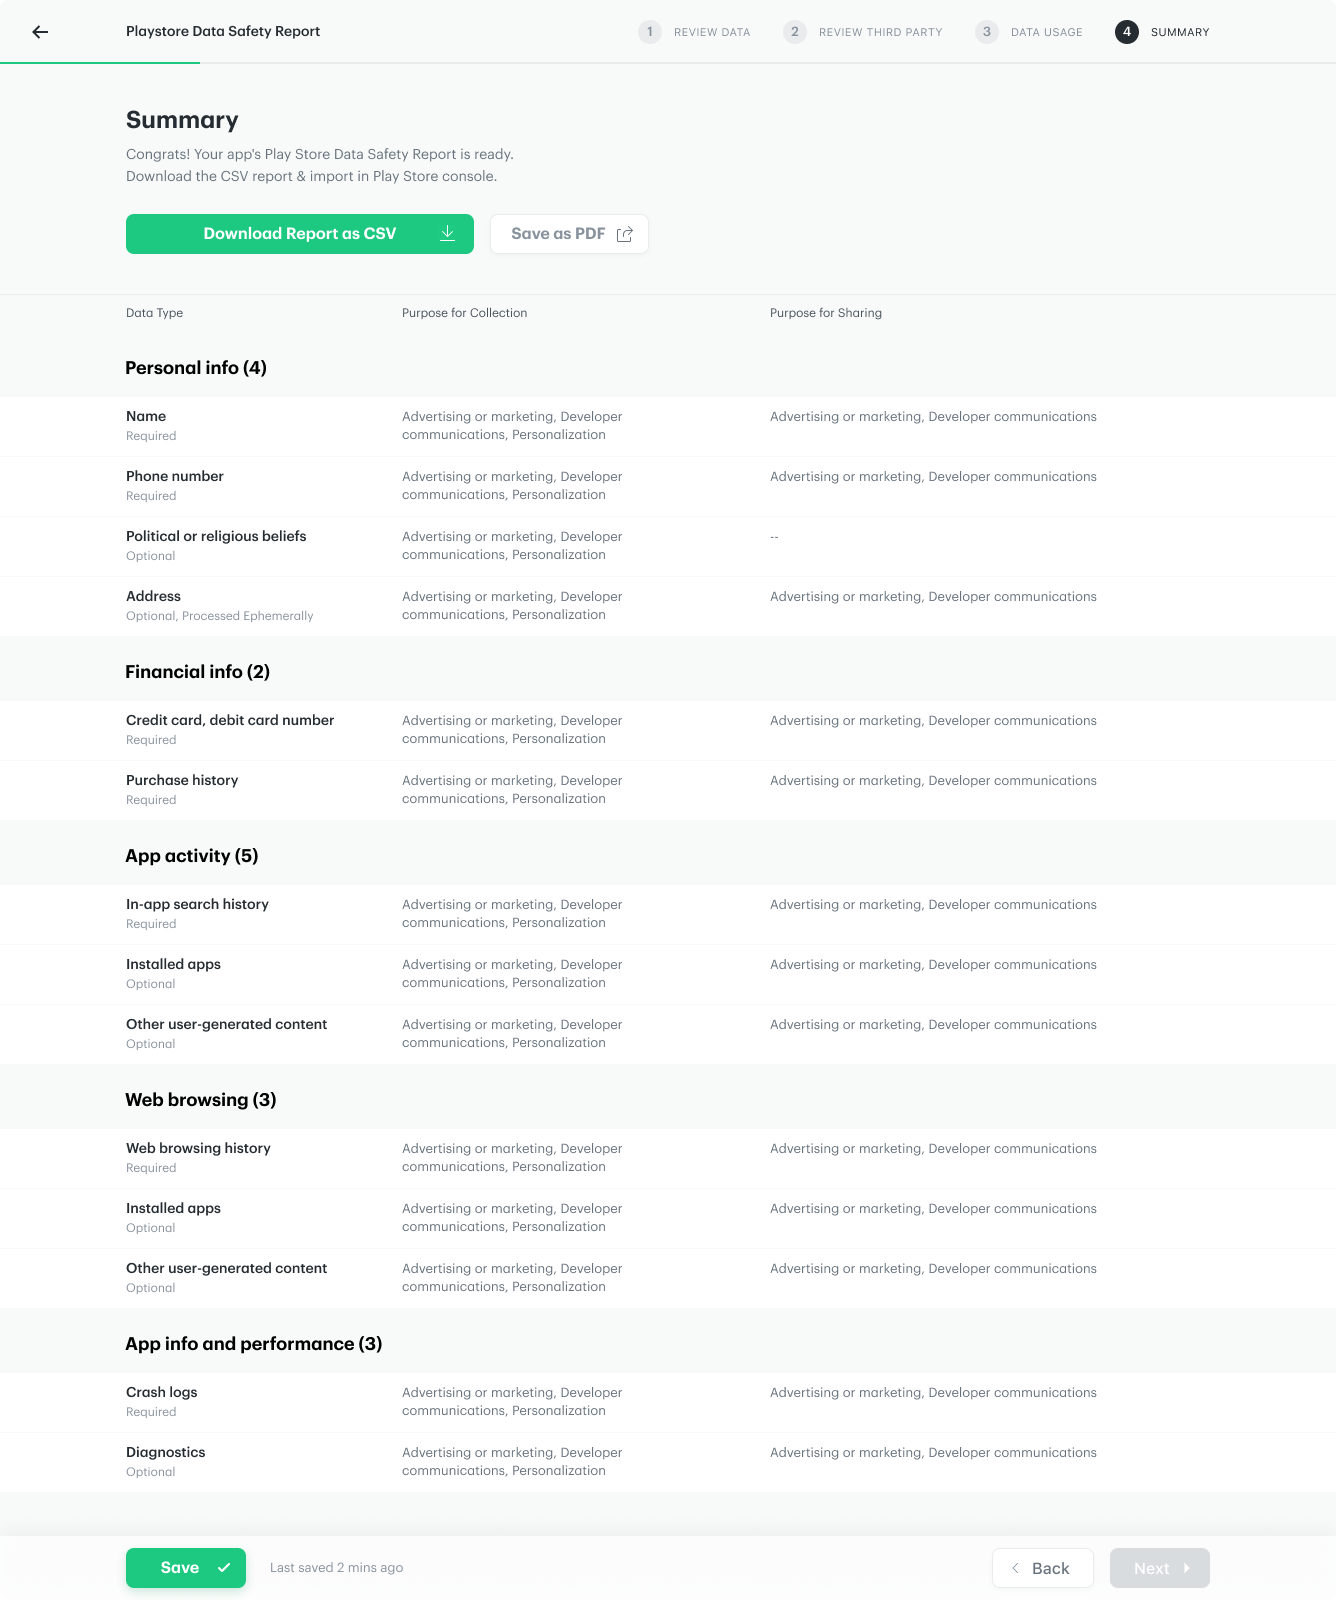 Playstore Data Safety Report
1 REVIEW DATA 2 REVIEW THIRD PARTY 3 DATA USAGE 4 SUMMARY
Summary
Congrats! Your app's Play Store Data Safety Report is ready.
Download the CSV report & import in Play Store console.
Download Report as CSV Save as PDF
Data Type Purpose for Collection Purpose for Sharing
Personal info (4)
Name Advertising or marketing, Developer Advertising or marketing, Developer communications
Required communications, Personalization
Phone number Advertising or marketing, Developer Advertising or marketing, Developer communications
Required communications, Personalization
Political or religious beliefs Advertising or marketing, Developer --
Optional communications, Personalization
Address Advertising or marketing, Developer Advertising or marketing, Developer communications
Optional, Processed Ephemerally communications, Personalization
Financial info (2)
Credit card, debit card number Advertising or marketing, Developer Advertising or marketing, Developer communications
Required communications, Personalization
Purchase history Advertising or marketing, Developer Advertising or marketing, Developer communications
Required communications, Personalization
App activity (5)
In-app search history Advertising or marketing, Developer Advertising or marketing, Developer communications
Required communications, Personalization
Installed apps Advertising or marketing, Developer Advertising or marketing, Developer communications
Optional communications, Personalization
Other user-generated content Advertising or marketing, Developer Advertising or marketing, Developer communications
Optional communications, Personalization
Web browsing (3)
Web browsing history Advertising or marketing, Developer Advertising or marketing, Developer communications
Required communications, Personalization
Installed apps Advertising or marketing, Developer Advertising or marketing, Developer communications
Optional communications, Personalization
Other user-generated content Advertising or marketing, Developer Advertising or marketing, Developer communications
Optional communications, Personalization
App info and performance (3)
Crash logs Advertising or marketing, Developer Advertising or marketing, Developer communications
Required communications, Personalization
Diagnostics Advertising or marketing, Developer Advertising or marketing, Developer communications
Optional communications, Personalization
Save Last saved 2 mins ago Back Next